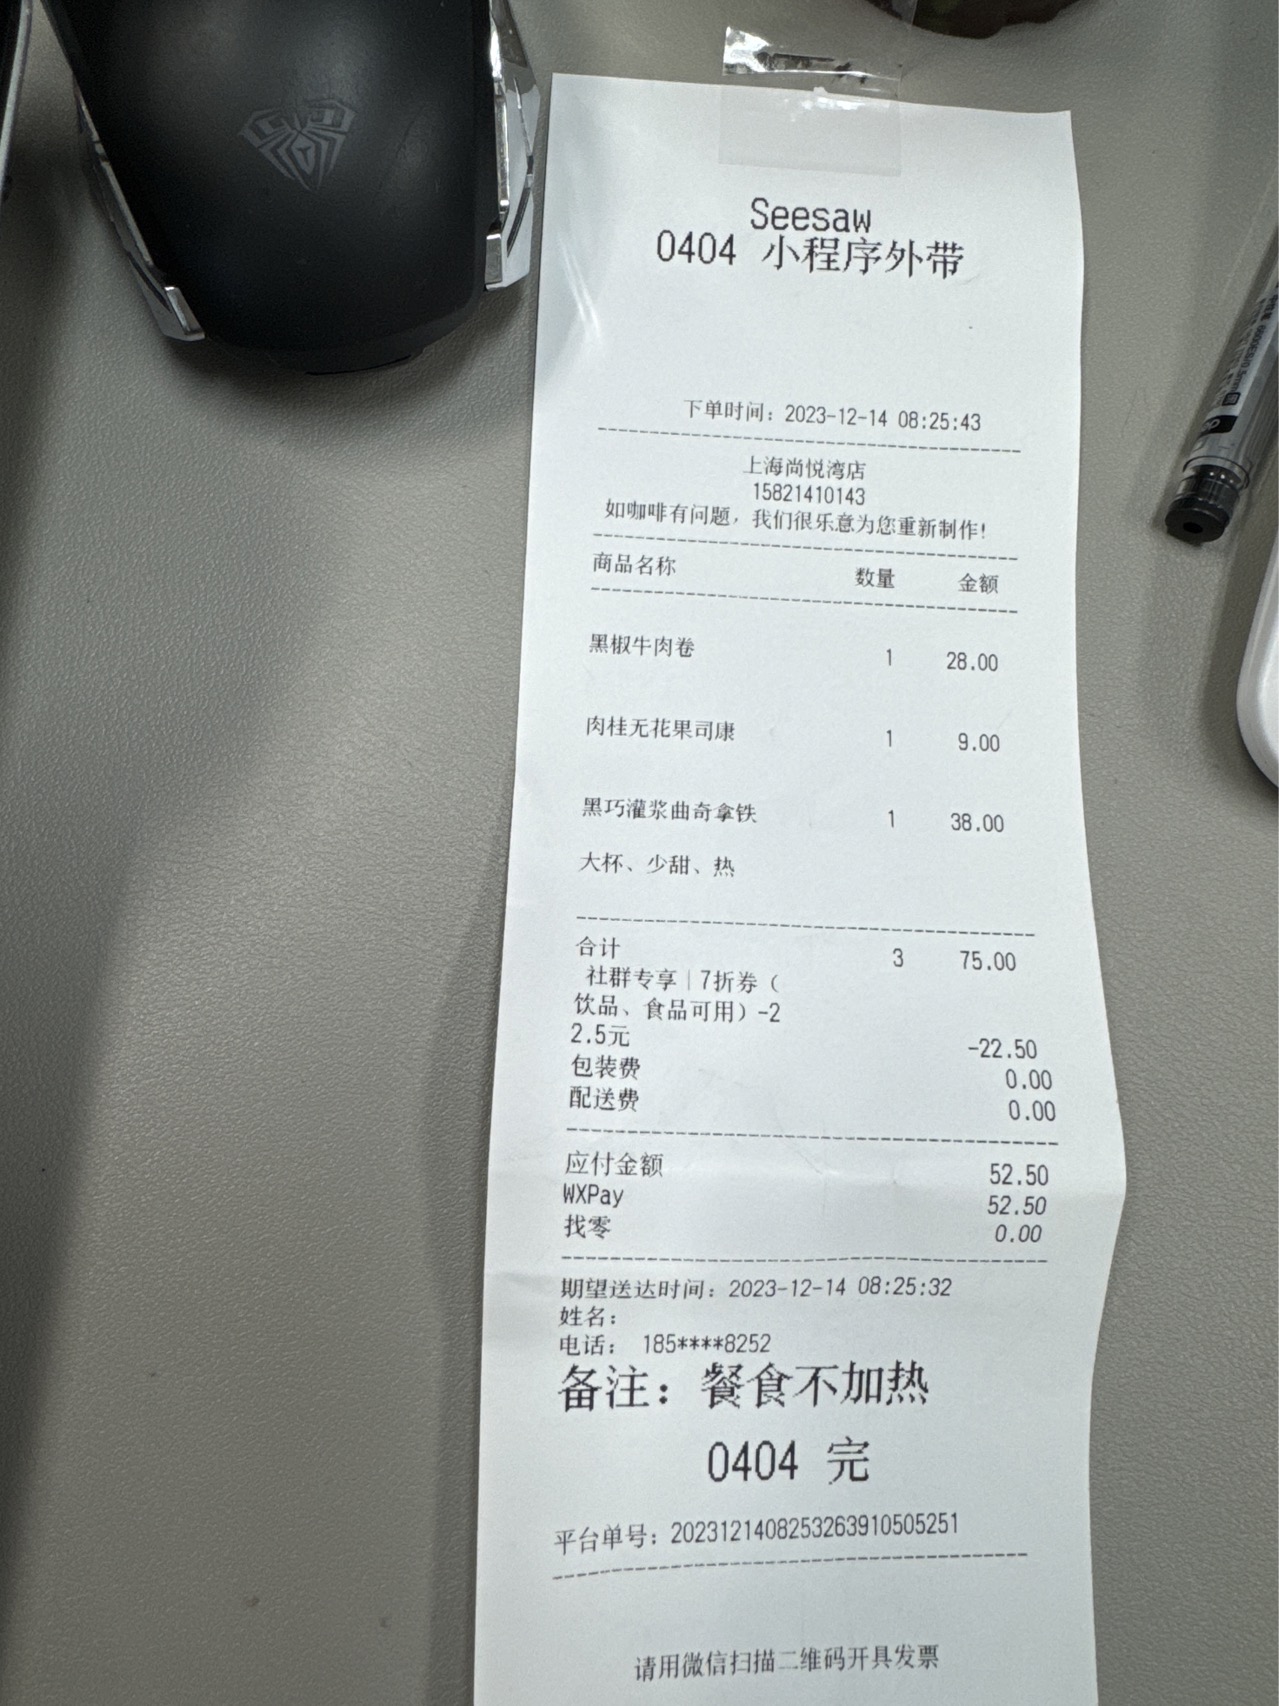 Seesaw
0404 小程序外带
下单时间：2023-12-14 08:25:43
上海尚悦湾店
15821410143
如咖啡有问题，我们很乐意为您重新制作!
商品名称 数量 金额
黑椒牛肉卷 1 28.00
肉桂无花果司康 1 9.00
黑巧灌浆曲奇拿铁 1 38.00
大杯、少甜、热
合计 3 75.00
社群专享|7折券（
饮品、食品可用）-2
2.5元 -22.50
包装费 0.00
配送费 0.00
应付金额 52.50
WXPay 52.50
找零 0.00
期望送达时间：2023-12-14 08:25:32
姓名：
电话： 185****8252
备注：餐食不加热
0404 完
平台单号：2023121408253263910505251
请用微信扫描二维码开具发票